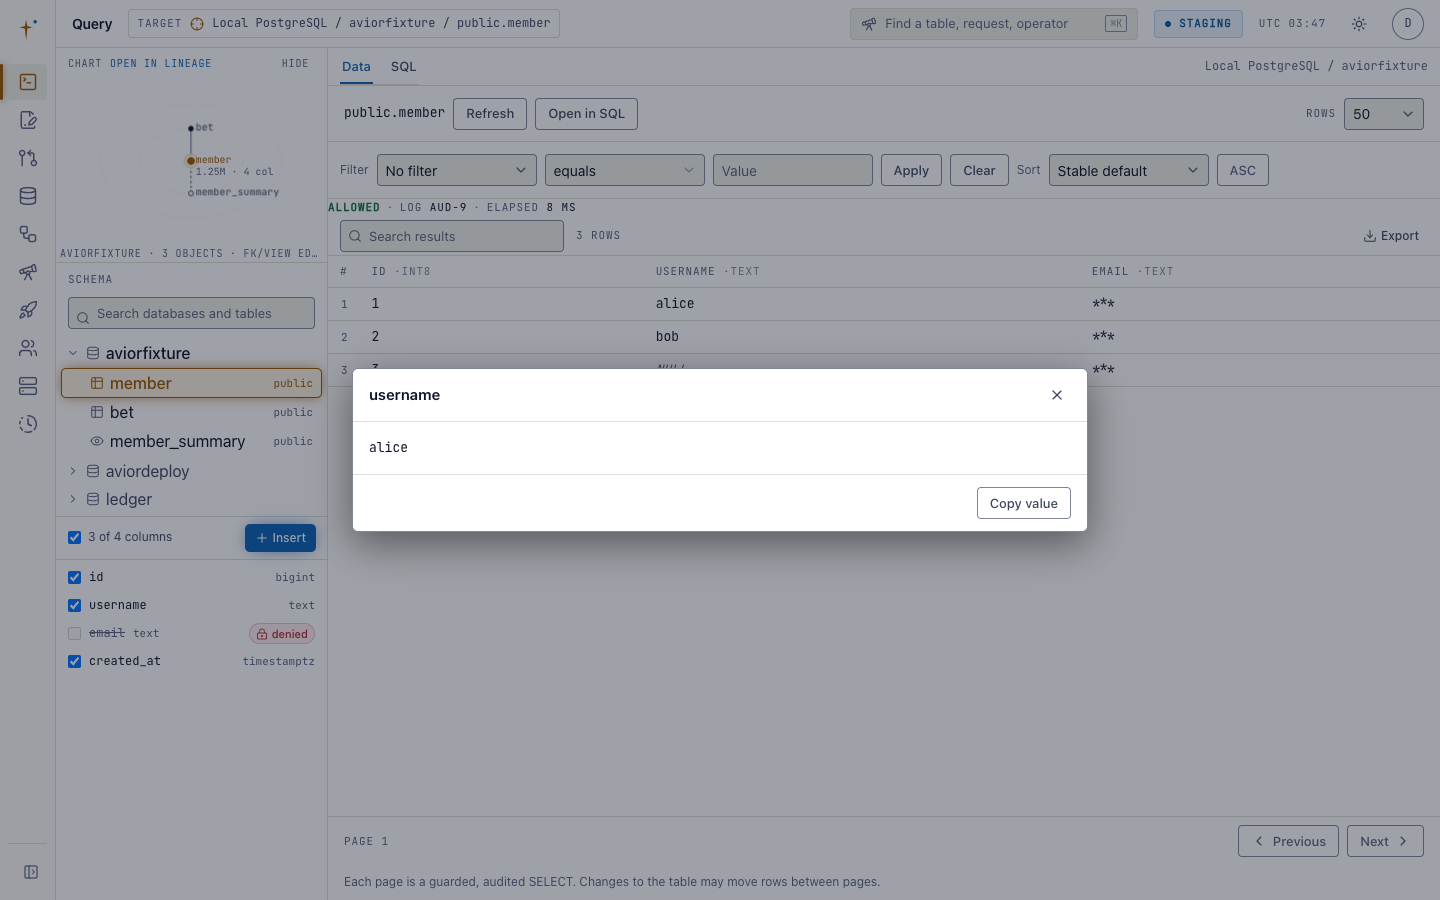 Query
TARGET Local PostgreSQL / aviorfixture / public.member
Find a table, request, operator ⌘K
STAGING
UTC 03:47
D
CHART OPEN IN LINEAGE HIDE
bet
member
1.25M · 4 col
member_summary
AVIORFIXTURE · 3 OBJECTS · FK/VIEW ED…
SCHEMA
Search databases and tables
aviorfixture
member public
bet public
member_summary public
aviordeploy
ledger
3 of 4 columns
Insert
id bigint
username text
email text denied
created_at timestamptz
Data SQL
Local PostgreSQL / aviorfixture
public.member Refresh Open in SQL
ROWS 50
Filter No filter equals Value Apply Clear Sort Stable default ASC
ALLOWED · LOG AUD-9 · ELAPSED 8 MS
Search results 3 ROWS Export
# ID ·INT8 USERNAME ·TEXT EMAIL ·TEXT
1 1 alice ***
2 2 bob ***
3 ***
username
alice
Copy value
PAGE 1
Previous Next
Each page is a guarded, audited SELECT. Changes to the table may move rows between pages.